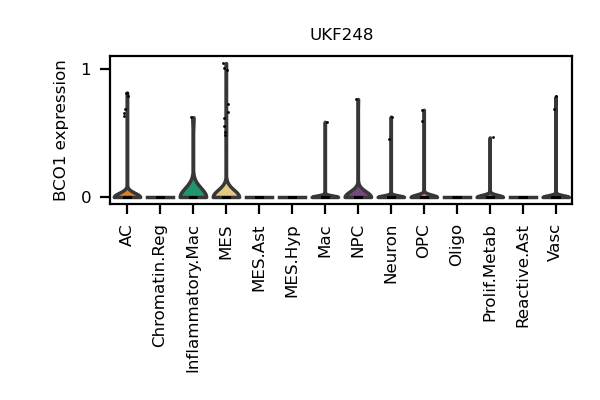 UKF248
BCO1 expression
1
0
AC
Chromatin.Reg
Inflammatory.Mac
MES
MES.Ast
MES.Hyp
Mac
NPC
Neuron
OPC
Oligo
Prolif.Metab
Reactive.Ast
Vasc